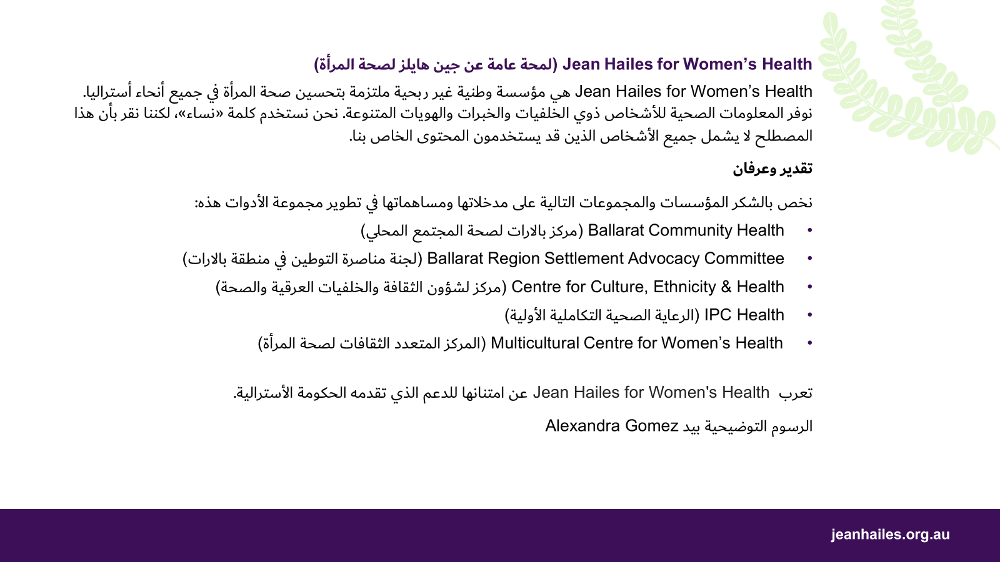 Jean Hailes for Women’s Health (لمحة عامة عن جين هايلز لصحة المرأة)
Jean Hailes for Women’s Health هي مؤسسة وطنية غير ربحية ملتزمة بتحسين صحة المرأة في جميع أنحاء أستراليا.
نوفر المعلومات الصحية للأشخاص ذوي الخلفيات والخبرات والهويات المتنوعة. نحن نستخدم كلمة «نساء»، لكننا نقر بأن هذا
المصطلح لا يشمل جميع الأشخاص الذين قد يستخدمون المحتوى الخاص بنا.
تقدير وعرفان
نخص بالشكر المؤسسات والمجموعات التالية على مدخلاتها ومساهماتها في تطوير مجموعة الأدوات هذه:
• Ballarat Community Health (مركز بالارات لصحة المجتمع المحلي)
• Ballarat Region Settlement Advocacy Committee (لجنة مناصرة التوطين في منطقة بالارات)
• Centre for Culture, Ethnicity & Health (مركز لشؤون الثقافة والخلفيات العرقية والصحة)
• IPC Health (الرعاية الصحية التكاملية الأولية)
• Multicultural Centre for Women’s Health (المركز المتعدد الثقافات لصحة المرأة)
تعرب Jean Hailes for Women's Health عن امتنانها للدعم الذي تقدمه الحكومة الأسترالية.
الرسوم التوضيحية بيد Alexandra Gomez
jeanhailes.org.au